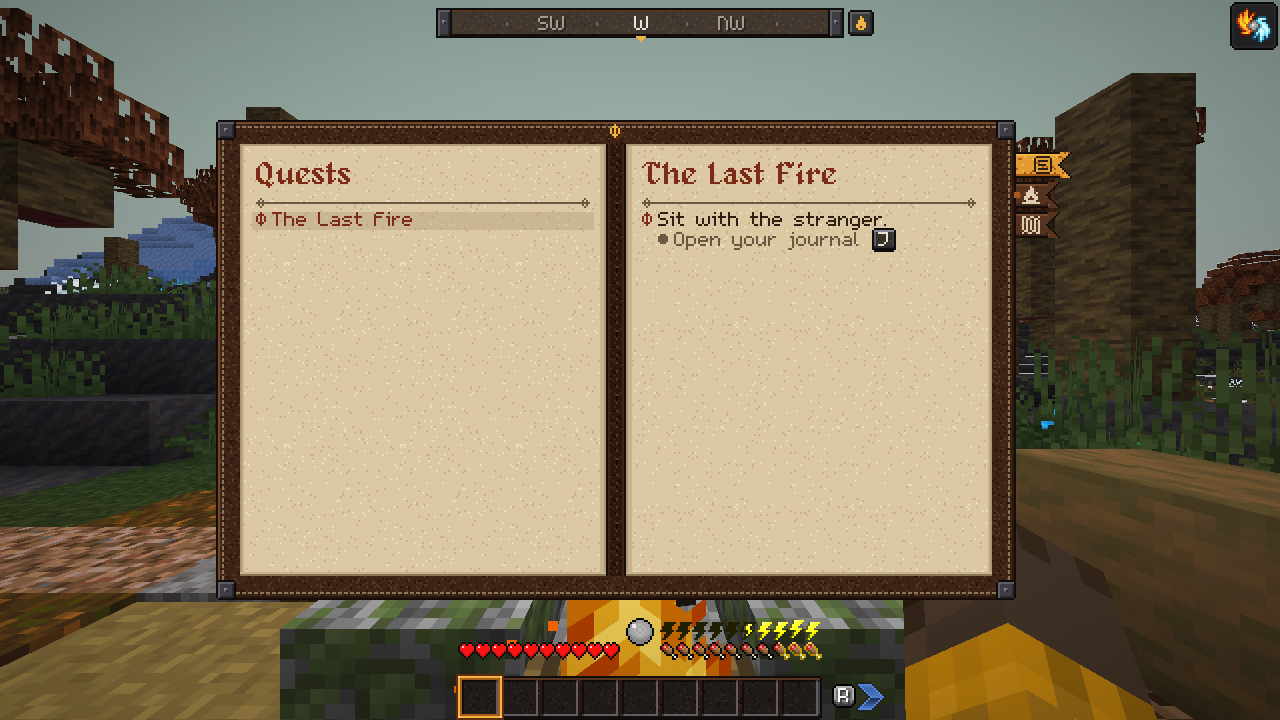 SW W NW
Quests
The Last Fire
The Last Fire
Sit with the stranger.
Open your journal J
R